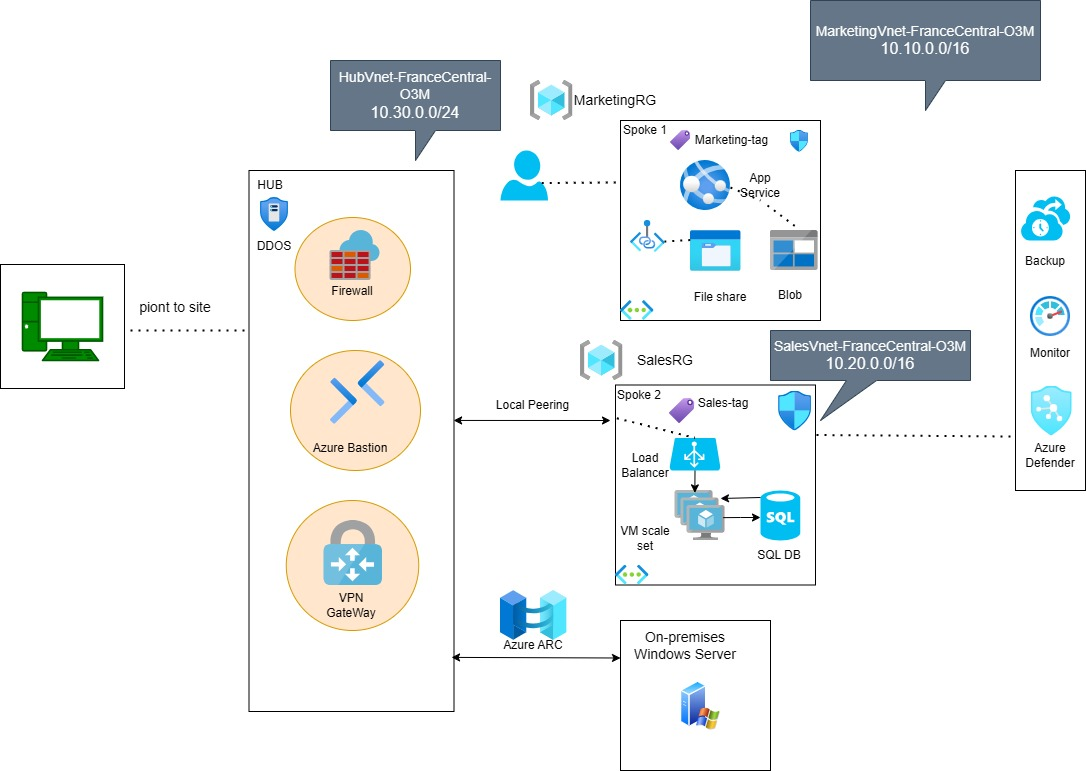 MarketingVnet-FranceCentral-O3M
10.10.0.0/16
HubVnet-FranceCentral-
O3M
10.30.0.0/24
MarketingRG
Spoke 1
Marketing-tag
App
Service
File share
Blob
HUB
DDOS
Firewall
piont to site
Azure Bastion
VPN
GateWay
Local Peering
SalesRG
SalesVnet-FranceCentral-O3M
10.20.0.0/16
Spoke 2
Sales-tag
Load
Balancer
VM scale
set
SQL
SQL DB
Azure ARC
On-premises
Windows Server
Backup
Monitor
Azure
Defender